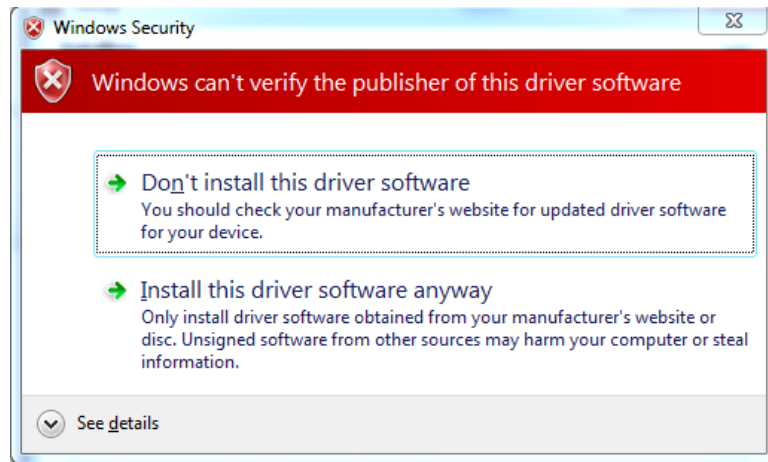 Windows Security
Windows can't verify the publisher of this driver software
Don't install this driver software
You should check your manufacturer's website for updated driver software
for your device.
Install this driver software anyway
Only install driver software obtained from your manufacturer's website or
disc. Unsigned software from other sources may harm your computer or steal
information.
See details